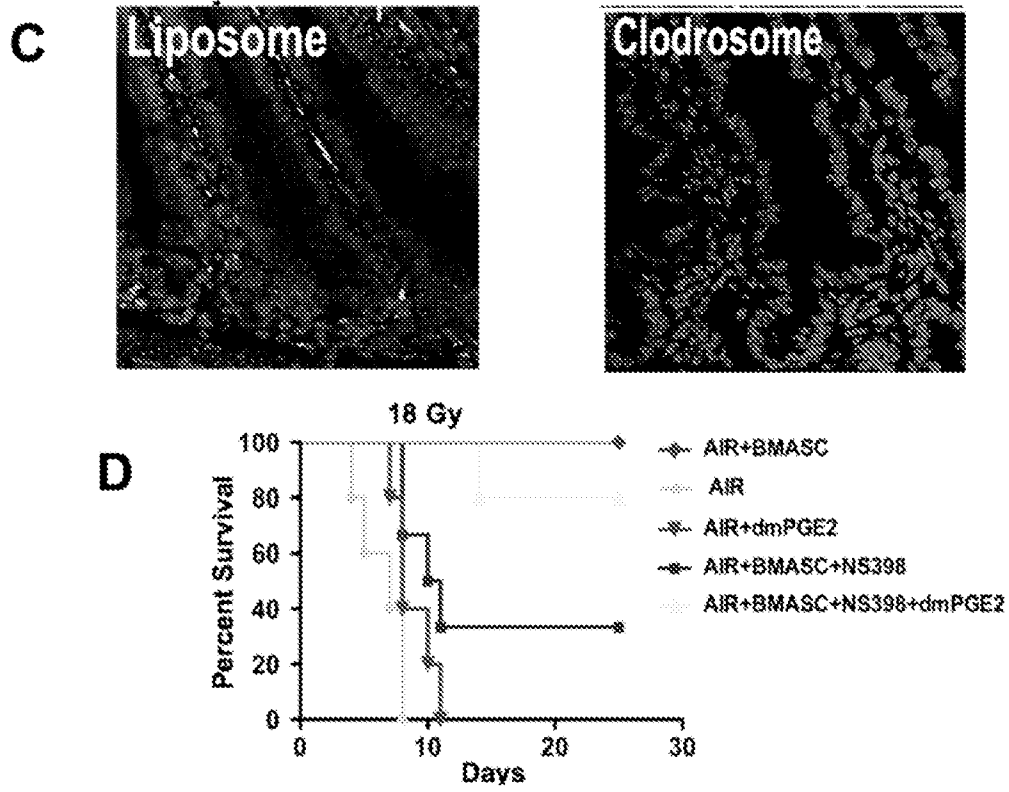 C
Liposome
Clodrosome
D
18 Gy
Percent Survival
100
80
60
40
20
0
0
10
20
30
Days
AIR+BMASC
AIR
AIR+dmPGE2
AIR+BMASC+NS398
AIR+BMASC+NS398+dmPGE2